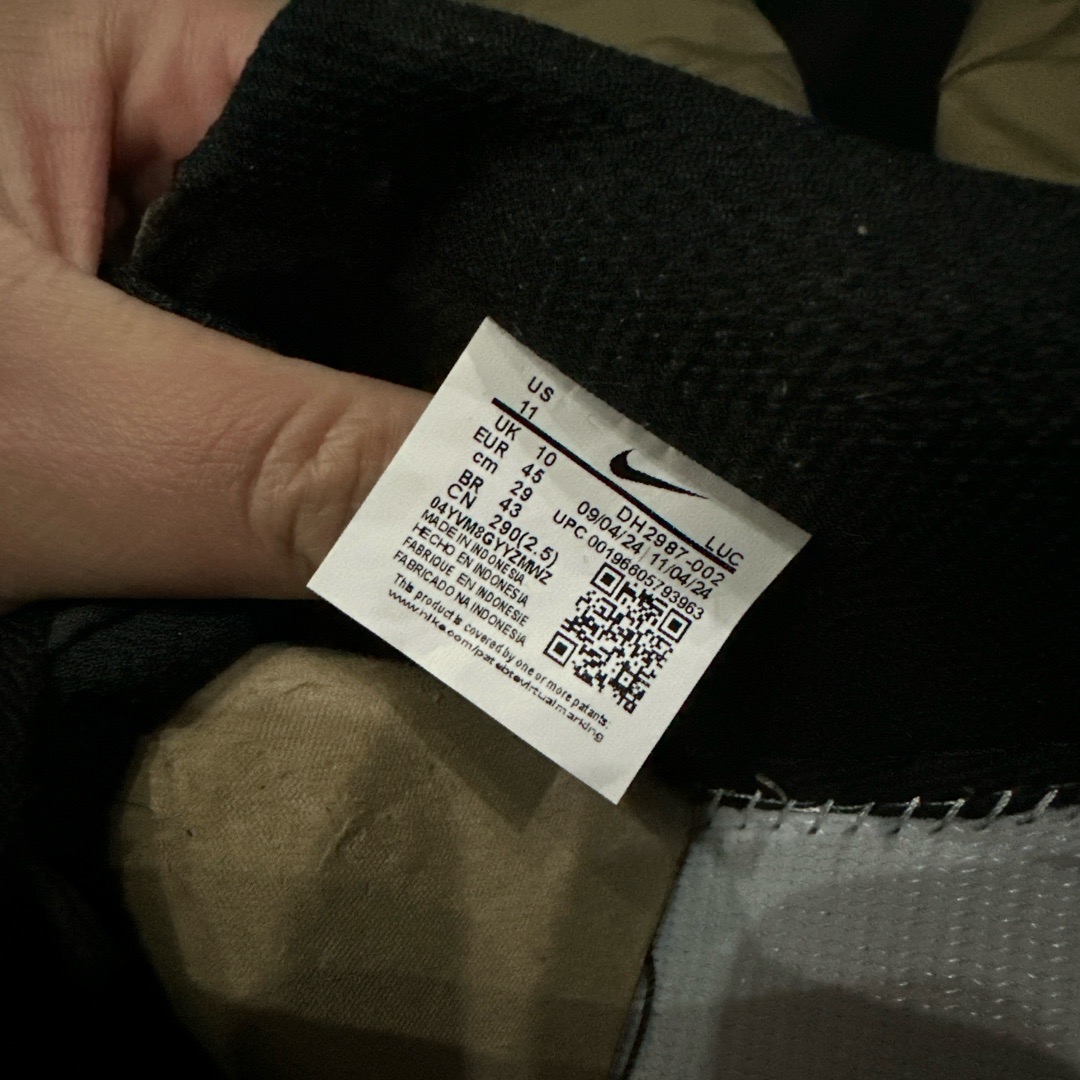 US 11
UK 10
EUR 45
cm 29
BR 43
CN 290(2.5)
04YVM8GYYZMWZ
MADE IN INDONESIA
HECHO EN INDONESIA
FABRIQUE EN INDONESIE
FABRICADO NA INDONESIA
This product is covered by one or more patents.
LUC
DH2987-002
09/04/24 11/04/24
UPC 00196605793963